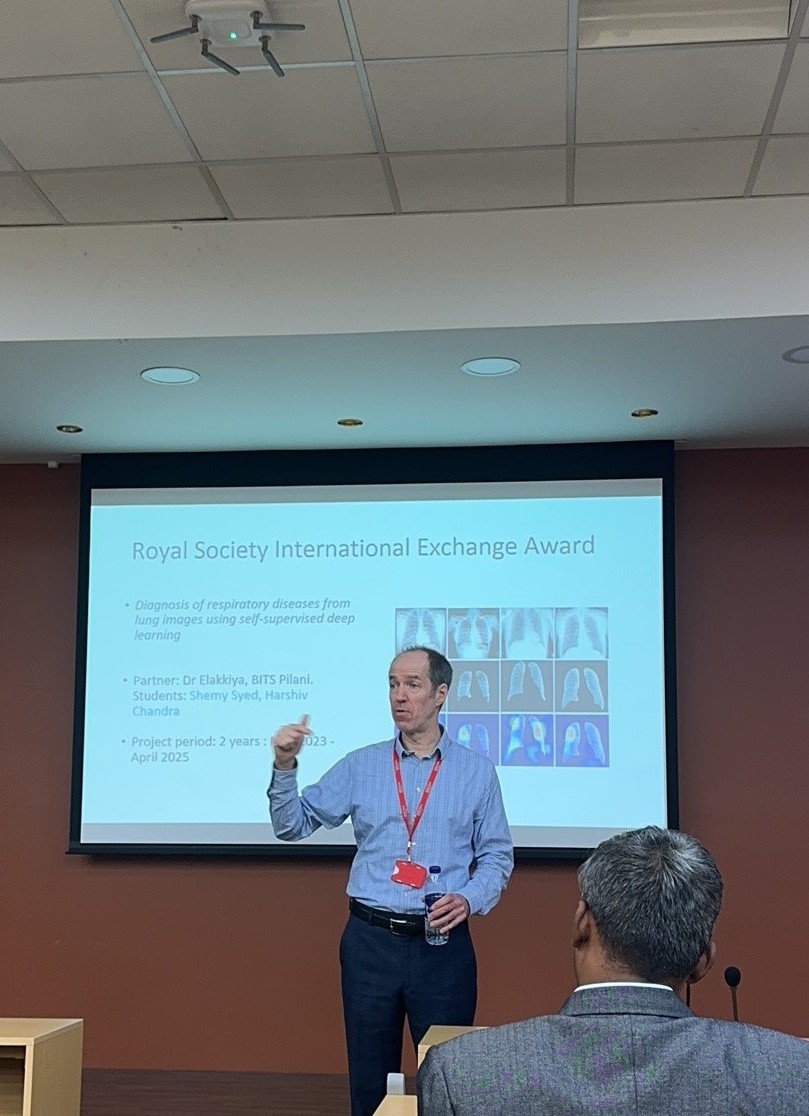 Royal Society International Exchange Award
• Diagnosis of respiratory diseases from
lung images using self-supervised deep
learning
• Partner: Dr Elakkiya, BITS Pilani.
Students: Shemy Syed, Harshiv
Chandra
• Project period: 2 years : 023 -
April 2025